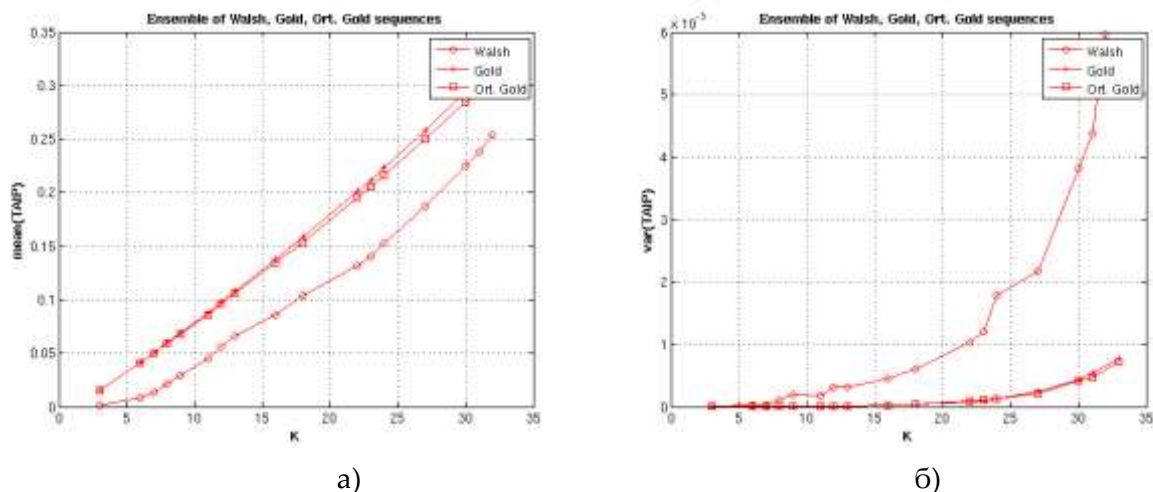 Ensemble of Walsh, Gold, Ort. Gold sequences
0.35
0.3
0.25
0.2
0.15
0.1
0.05
0
mean(TAIP)
0 5 10 15 20 25 30 35
K
Walsh
Gold
Ort. Gold
а)
Ensemble of Walsh, Gold, Ort. Gold sequences
× 10⁻³
6
5
4
3
2
1
0
var(TAIP)
0 5 10 15 20 25 30 35
K
Walsh
Gold
Ort. Gold
б)